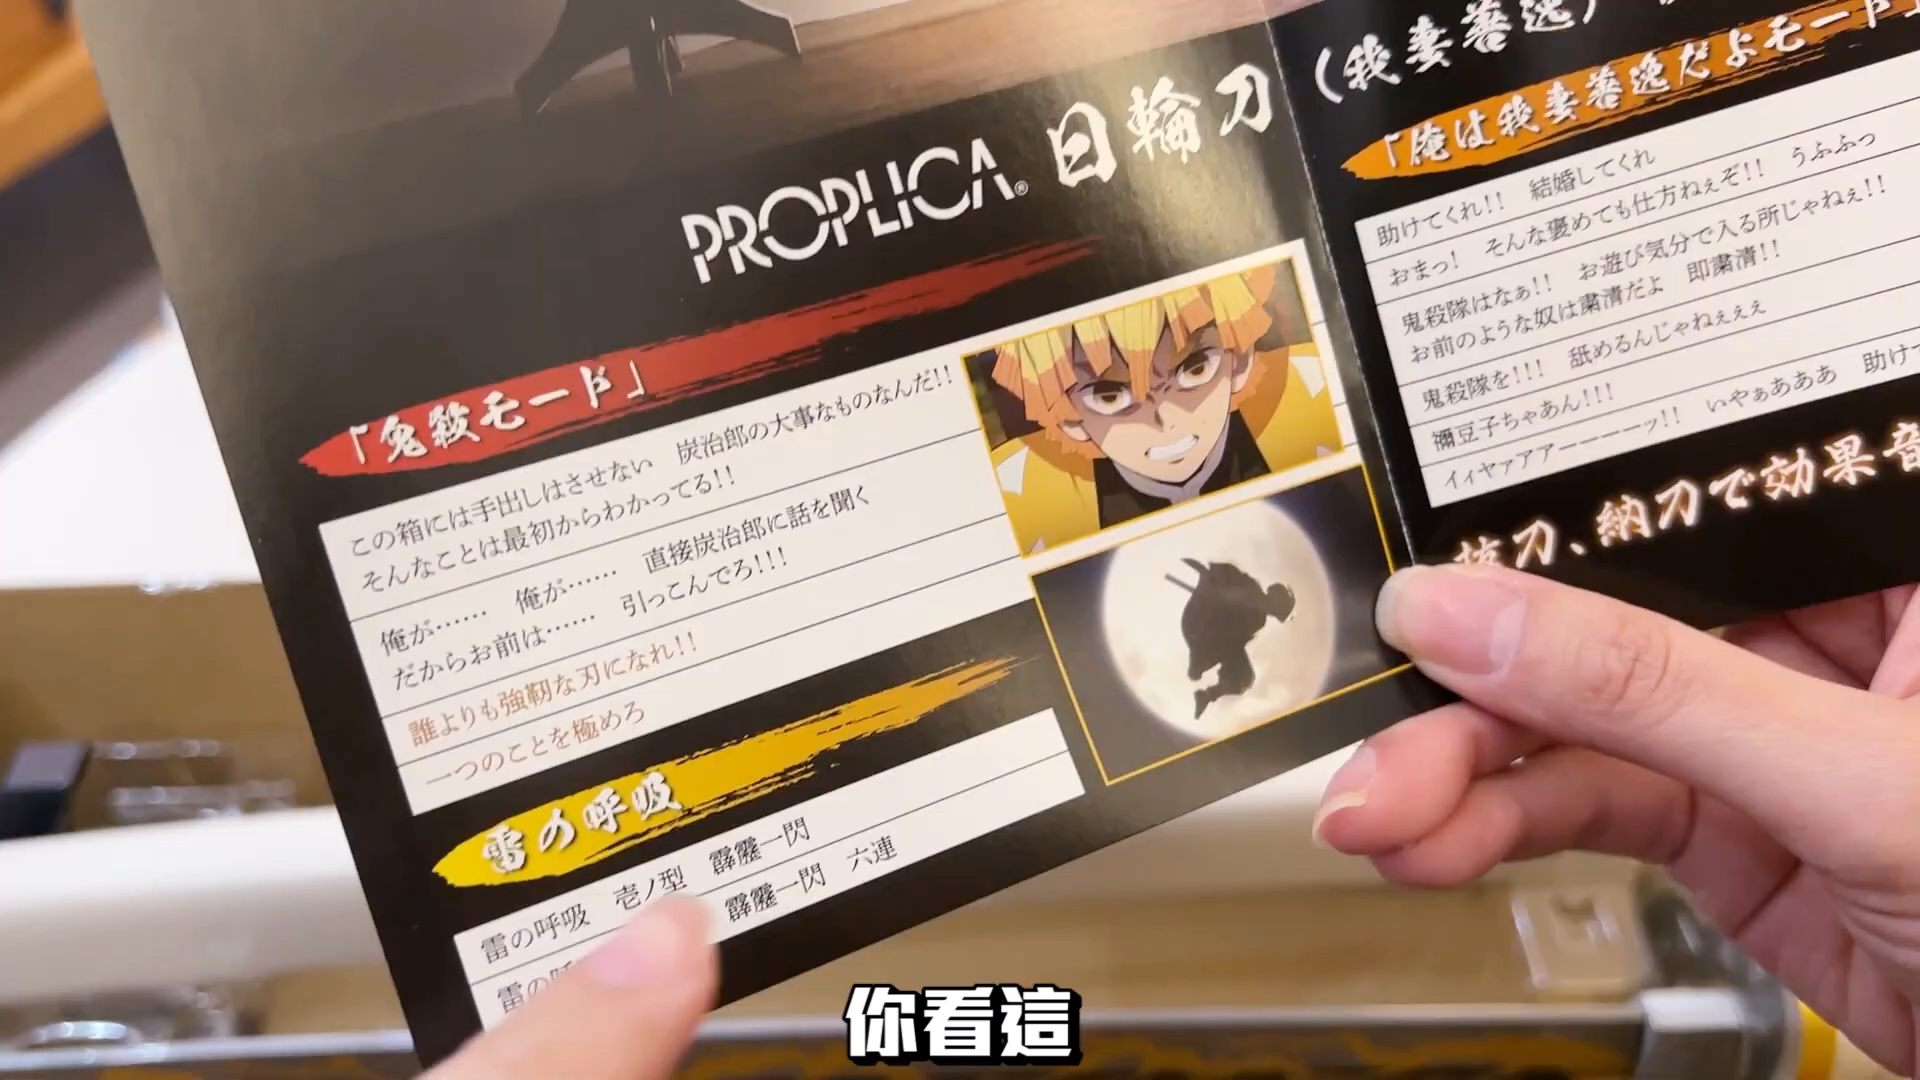 PROPLICA® 日輪刀
(我妻善逸)
「鬼殺モード」
この箱には手出しはさせない 炭治郎の大事なものなんだ!!
そんなことは最初からわかってる!!
俺が…… 俺が…… 直接炭治郎に話を聞く
だからお前は…… 引っこんでろ!!!
誰よりも強靭な刃になれ!!
一つのことを極めろ
雷の呼吸
雷の呼吸 壱ノ型 霹靂一閃
雷の呼 霹靂一閃 六連
「俺は我妻善逸だよモード」
助けてくれ!! 結婚してくれ
おまっ! そんな褒めても仕方ねぇぞ!! うふふっ
鬼殺隊はなぁ!! お遊び気分で入る所じゃねぇ!!
お前のような奴は粛清だよ 即粛清!!
鬼殺隊を!!! 舐めるんじゃねぇぇぇ
禰豆子ちゃあん!!!
イィヤァアアーーーーッ!! いやぁあああ 助けて
抜刀、納刀で効果音
你看這